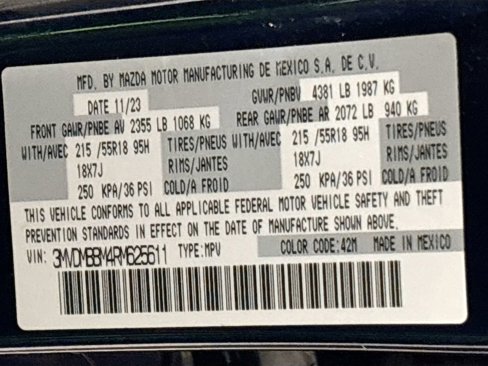 MFD. BY MAZDA MOTOR MANUFACTURING DE MEXICO S.A. DE C.V.
DATE 11/23 GVWR/PNBV 4381 LB 1987 KG
FRONT GAWR/PNBE AV 2355 LB 1068 KG REAR GAWR/PNBE AR 2072 LB 940 KG
WITH/AVEC 215 /55R18 95H TIRES/PNEUS WITH/AVEC 215 /55R18 95H TIRES/PNEUS
18X7J RIMS/JANTES 18X7J RIMS/JANTES
250 KPA/36 PSI COLD/A FROID 250 KPA/36 PSI COLD/A FROID
THIS VEHICLE CONFORMS TO ALL APPLICABLE FEDERAL MOTOR VEHICLE SAFETY AND THEFT
PREVENTION STANDARDS IN EFFECT ON THE DATE OF MANUFACTURE SHOWN ABOVE.
VIN: TYPE:MPV COLOR CODE:42M MADE IN MEXICO